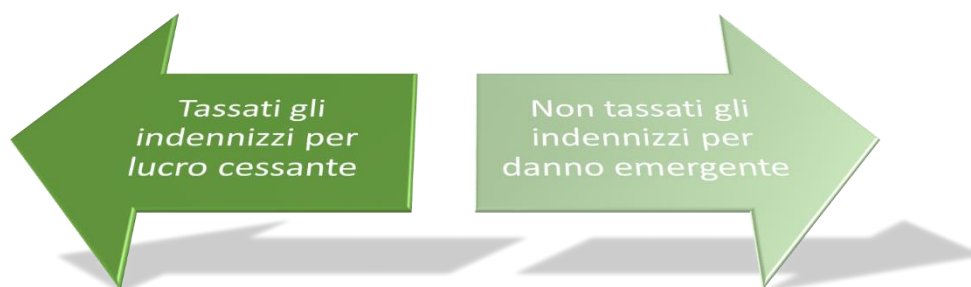 Tassati gli
indennizzi per
lucro cessante
Non tassati gli
indennizzi per
danno emergente